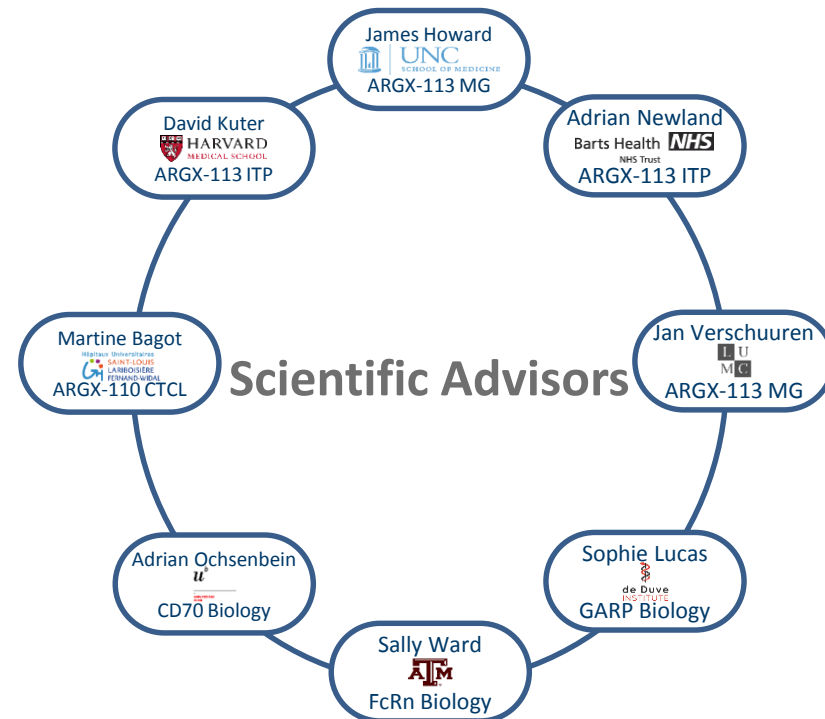 James Howard
UNC
SCHOOL OF MEDICINE
ARGX-113 MG
David Kuter
HARVARD
MEDICAL SCHOOL
ARGX-113 ITP
Adrian Newland
Barts Health NHS
NHS Trust
ARGX-113 ITP
Martine Bagot
Hôpitaux Universitaires
SAINT-LOUIS
LARIBOISIÈRE
FERNAND-WIDAL
ARGX-110 CTCL
Scientific Advisors
Jan Verschuuren
L U
M C
ARGX-113 MG
Adrian Ochsenbein
u
b
CD70 Biology
Sophie Lucas
de Duve
INSTITUTE
GARP Biology
Sally Ward
ATM
FcRn Biology